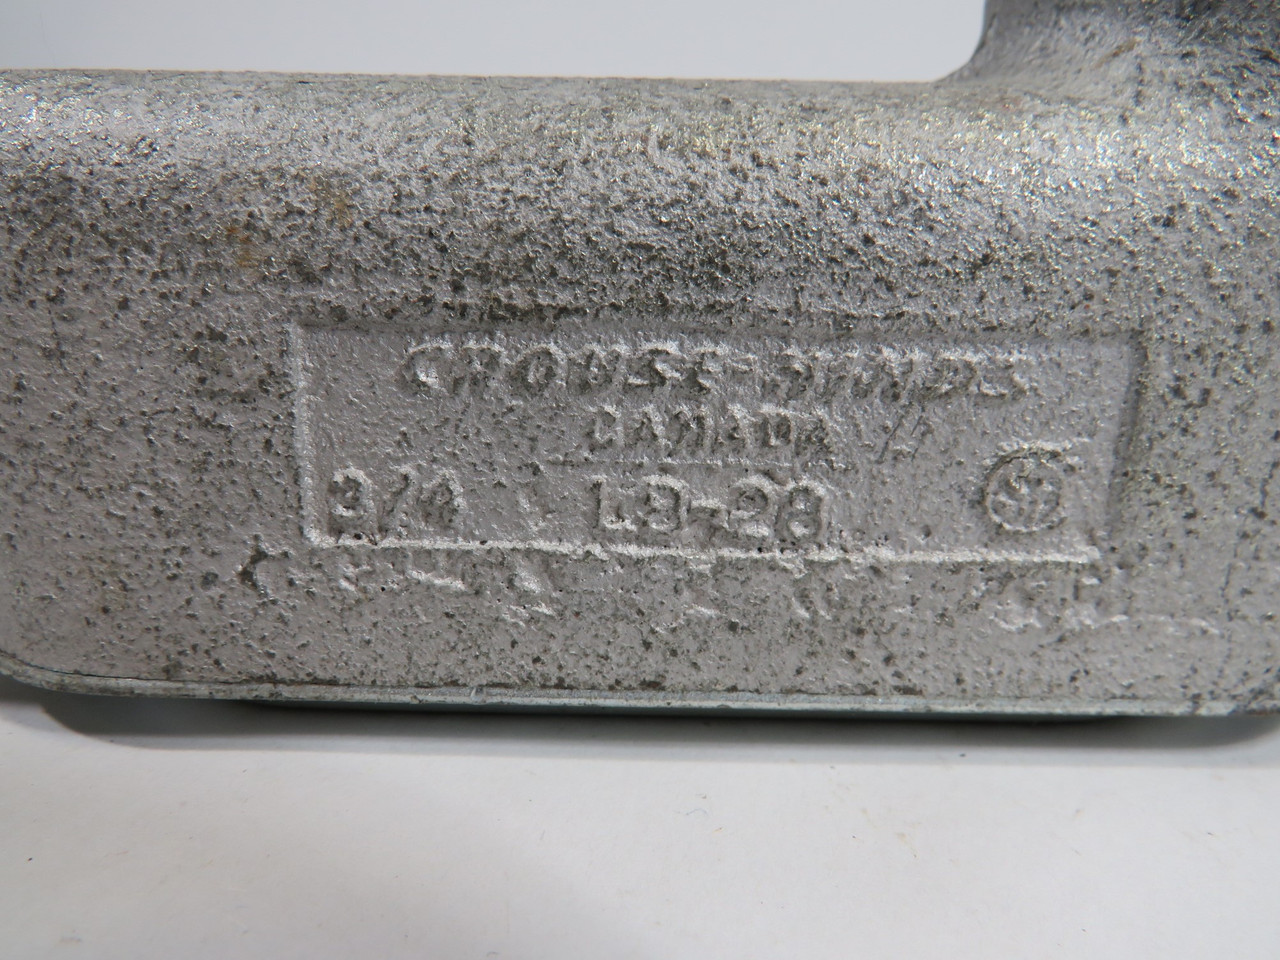 CROUSE-HINDS
CANADA
3/4 LB-28